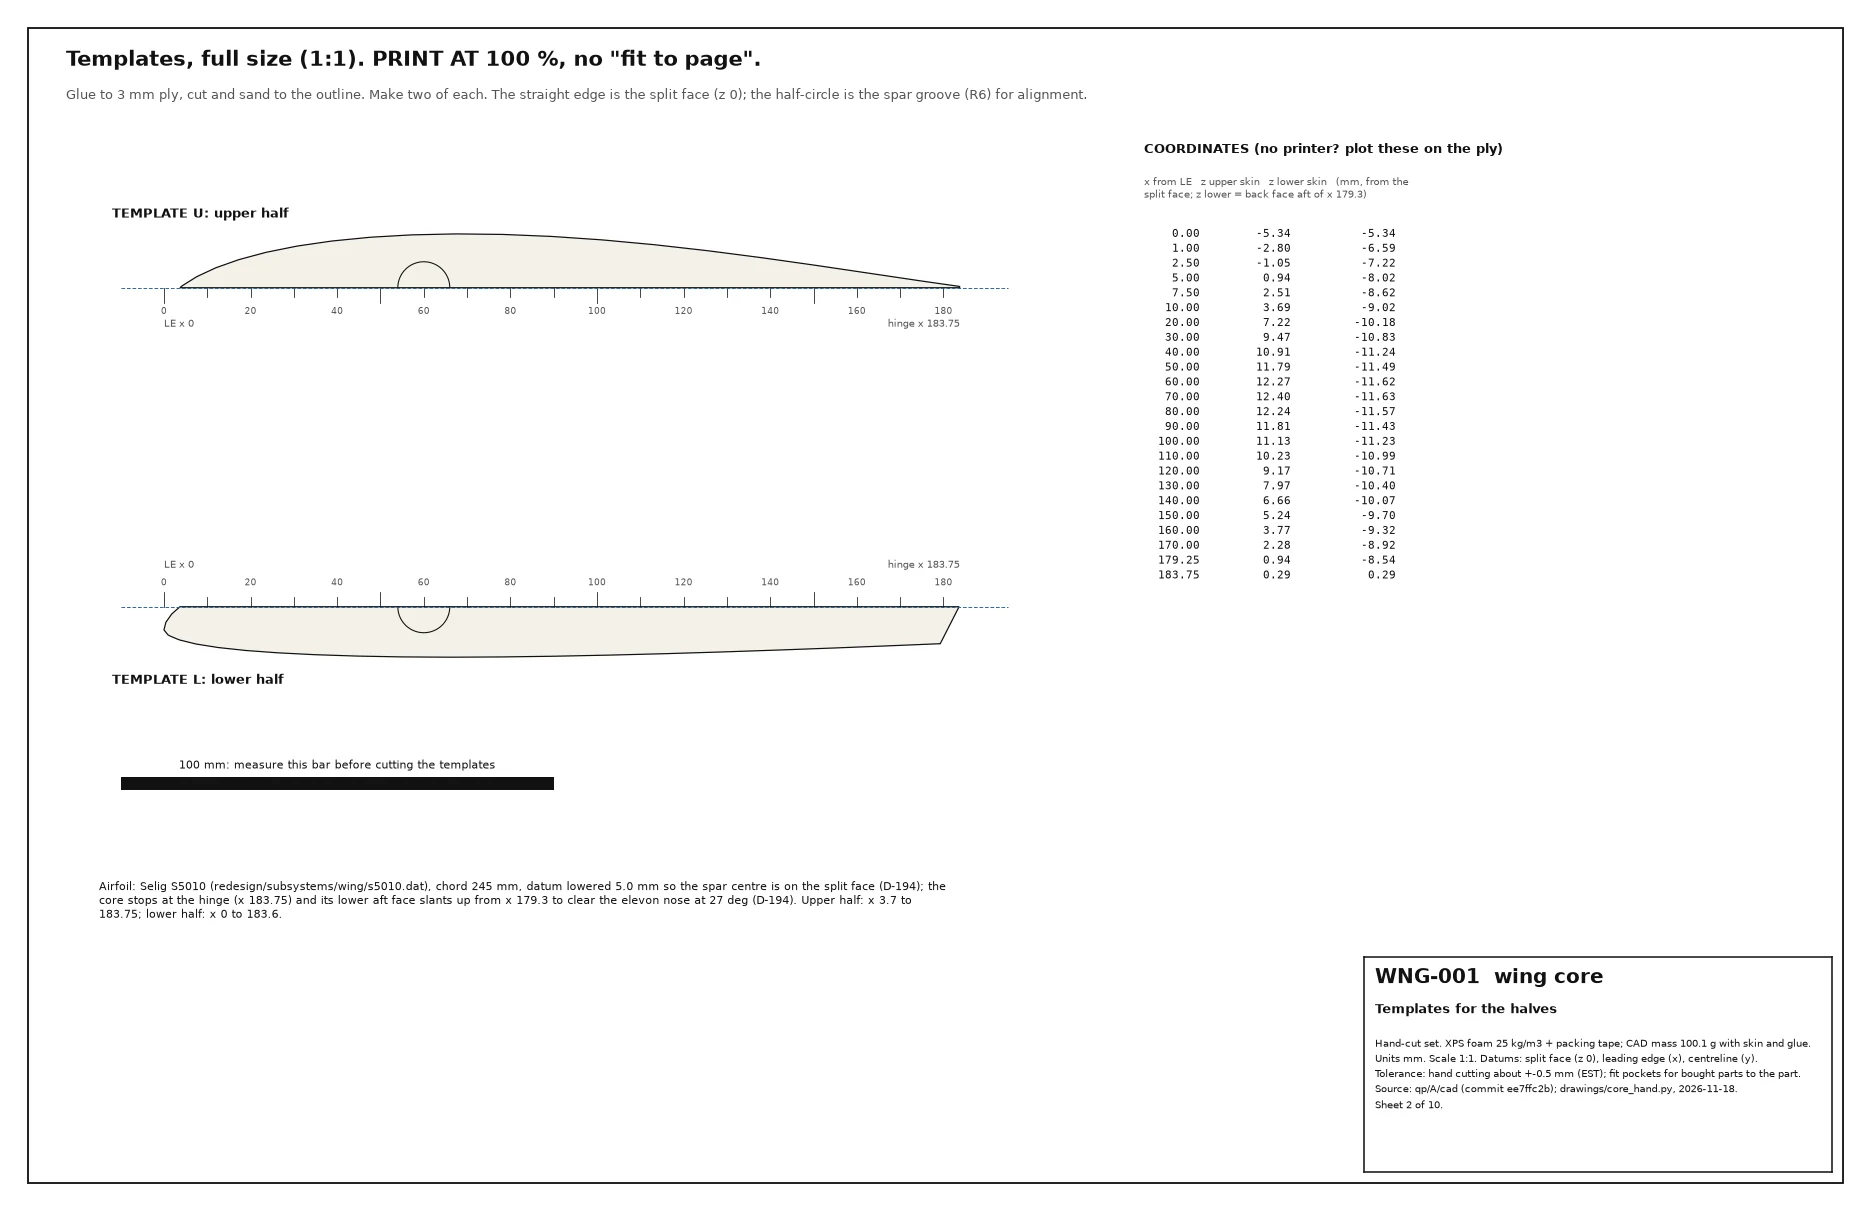 Templates, full size (1:1). PRINT AT 100 %, no "fit to page".
Glue to 3 mm ply, cut and sand to the outline. Make two of each. The straight edge is the split face (z 0); the half-circle is the spar groove (R6) for alignment.
TEMPLATE U: upper half
0 20 40 60 80 100 120 140 160 180
LE x 0 hinge x 183.75
LE x 0 hinge x 183.75
0 20 40 60 80 100 120 140 160 180
TEMPLATE L: lower half
100 mm: measure this bar before cutting the templates
Airfoil: Selig S5010 (redesign/subsystems/wing/s5010.dat), chord 245 mm, datum lowered 5.0 mm so the spar centre is on the split face (D-194); the
core stops at the hinge (x 183.75) and its lower aft face slants up from x 179.3 to clear the elevon nose at 27 deg (D-194). Upper half: x 3.7 to
183.75; lower half: x 0 to 183.6.
COORDINATES (no printer? plot these on the ply)
x from LE z upper skin z lower skin (mm, from the
split face; z lower = back face aft of x 179.3)
0.00 -5.34 -5.34
1.00 -2.80 -6.59
2.50 -1.05 -7.22
5.00 0.94 -8.02
7.50 2.51 -8.62
10.00 3.69 -9.02
20.00 7.22 -10.18
30.00 9.47 -10.83
40.00 10.91 -11.24
50.00 11.79 -11.49
60.00 12.27 -11.62
70.00 12.40 -11.63
80.00 12.24 -11.57
90.00 11.81 -11.43
100.00 11.13 -11.23
110.00 10.23 -10.99
120.00 9.17 -10.71
130.00 7.97 -10.40
140.00 6.66 -10.07
150.00 5.24 -9.70
160.00 3.77 -9.32
170.00 2.28 -8.92
179.25 0.94 -8.54
183.75 0.29 0.29
WNG-001 wing core
Templates for the halves
Hand-cut set. XPS foam 25 kg/m3 + packing tape; CAD mass 100.1 g with skin and glue.
Units mm. Scale 1:1. Datums: split face (z 0), leading edge (x), centreline (y).
Tolerance: hand cutting about +-0.5 mm (EST); fit pockets for bought parts to the part.
Source: qp/A/cad (commit ee7ffc2b); drawings/core_hand.py, 2026-11-18.
Sheet 2 of 10.